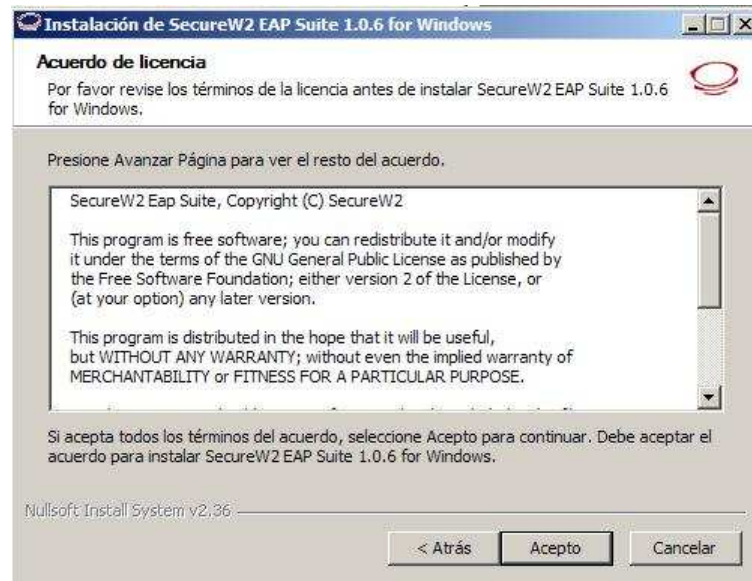 Instalación de SecureW2 EAP Suite 1.0.6 for Windows
Acuerdo de licencia
Por favor revise los términos de la licencia antes de instalar SecureW2 EAP Suite 1.0.6
for Windows.
Presione Avanzar Página para ver el resto del acuerdo.
SecureW2 Eap Suite, Copyright (C) SecureW2
This program is free software; you can redistribute it and/or modify
it under the terms of the GNU General Public License as published by
the Free Software Foundation; either version 2 of the License, or
(at your option) any later version.
This program is distributed in the hope that it will be useful,
but WITHOUT ANY WARRANTY; without even the implied warranty of
MERCHANTABILITY or FITNESS FOR A PARTICULAR PURPOSE.
Si acepta todos los términos del acuerdo, seleccione Acepto para continuar. Debe aceptar el
acuerdo para instalar SecureW2 EAP Suite 1.0.6 for Windows.
Nullsoft Install System v2.36
< Atrás
Acepto
Cancelar